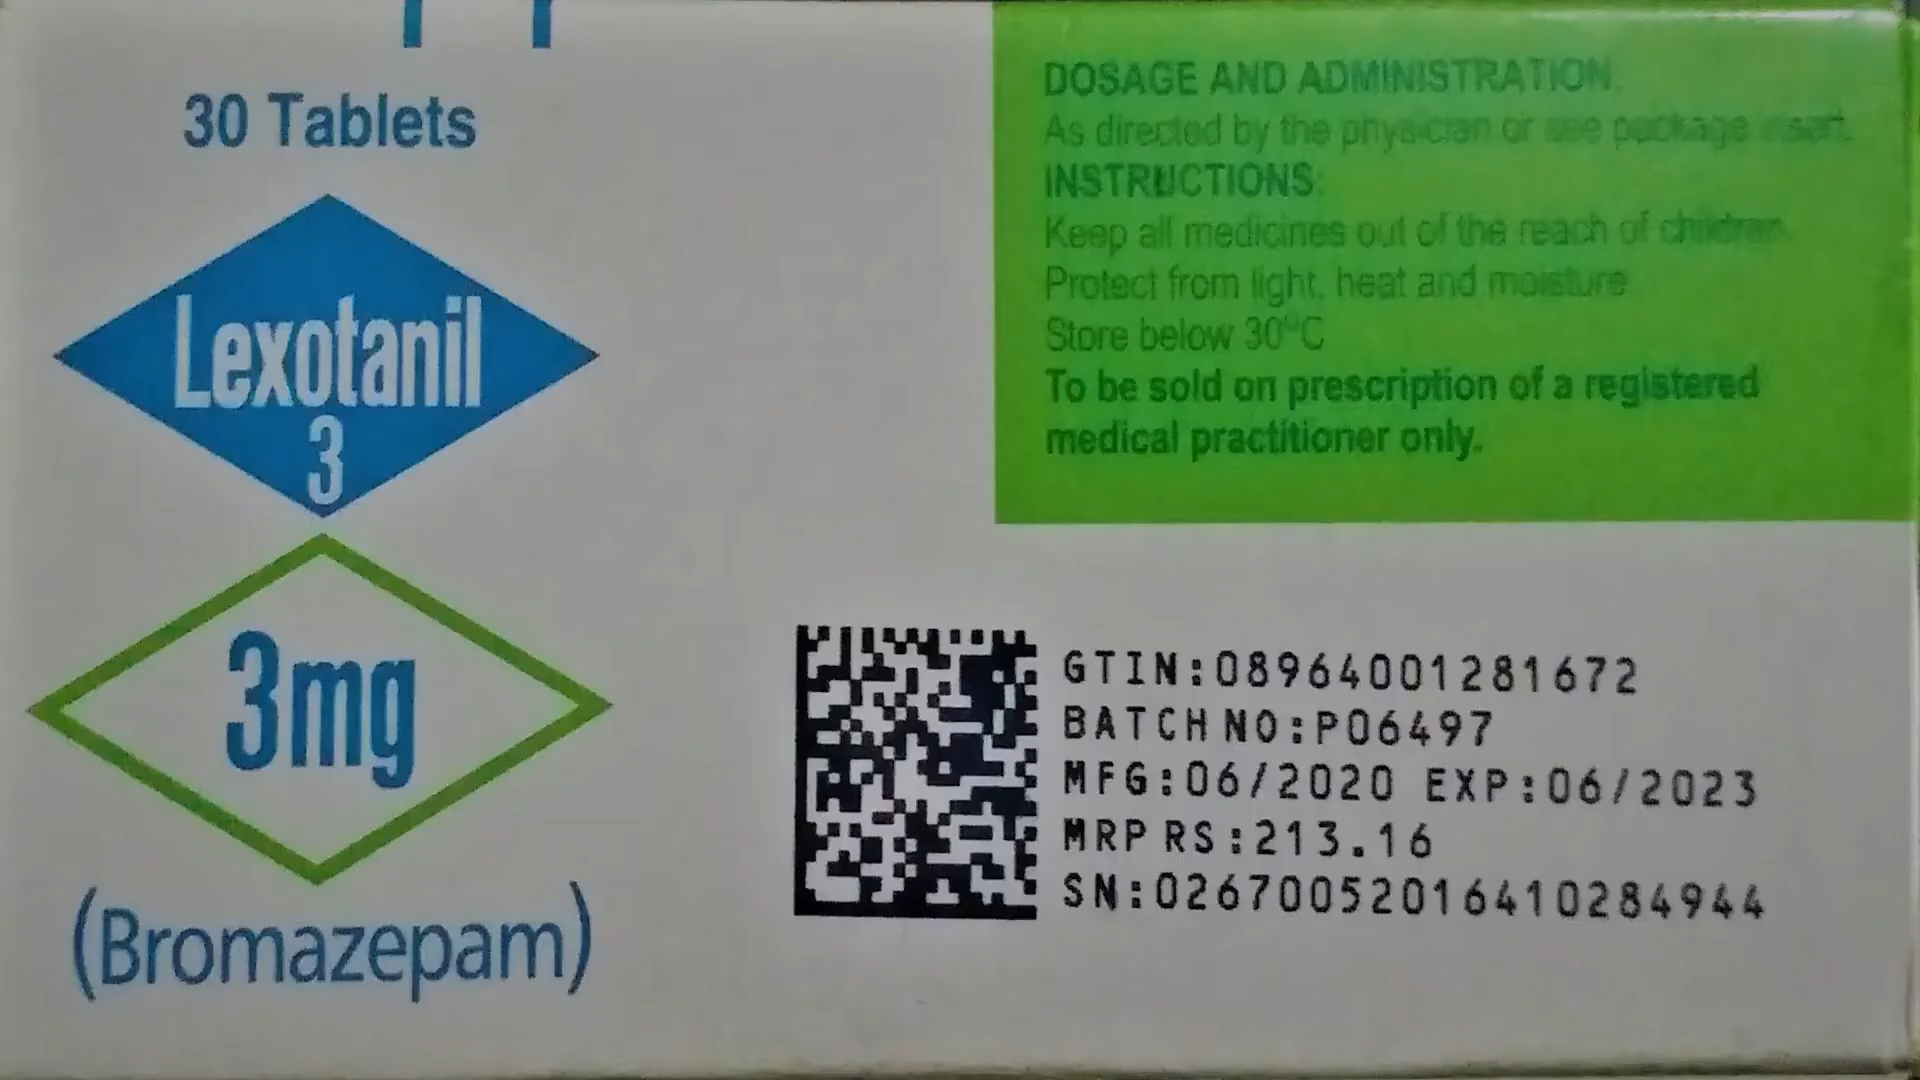 30 Tablets
Lexotanil
3
3mg
(Bromazepam)
DOSAGE AND ADMINISTRATION:
As directed by the physician or see package insert.
INSTRUCTIONS:
Keep all medicines out of the reach of children.
Protect from light, heat and moisture.
Store below 30°C
To be sold on prescription of a registered
medical practitioner only.
GTIN:08964001281672
BATCH NO:P06497
MFG:06/2020 EXP:06/2023
MRP RS:213.16
SN:02670052016410284944